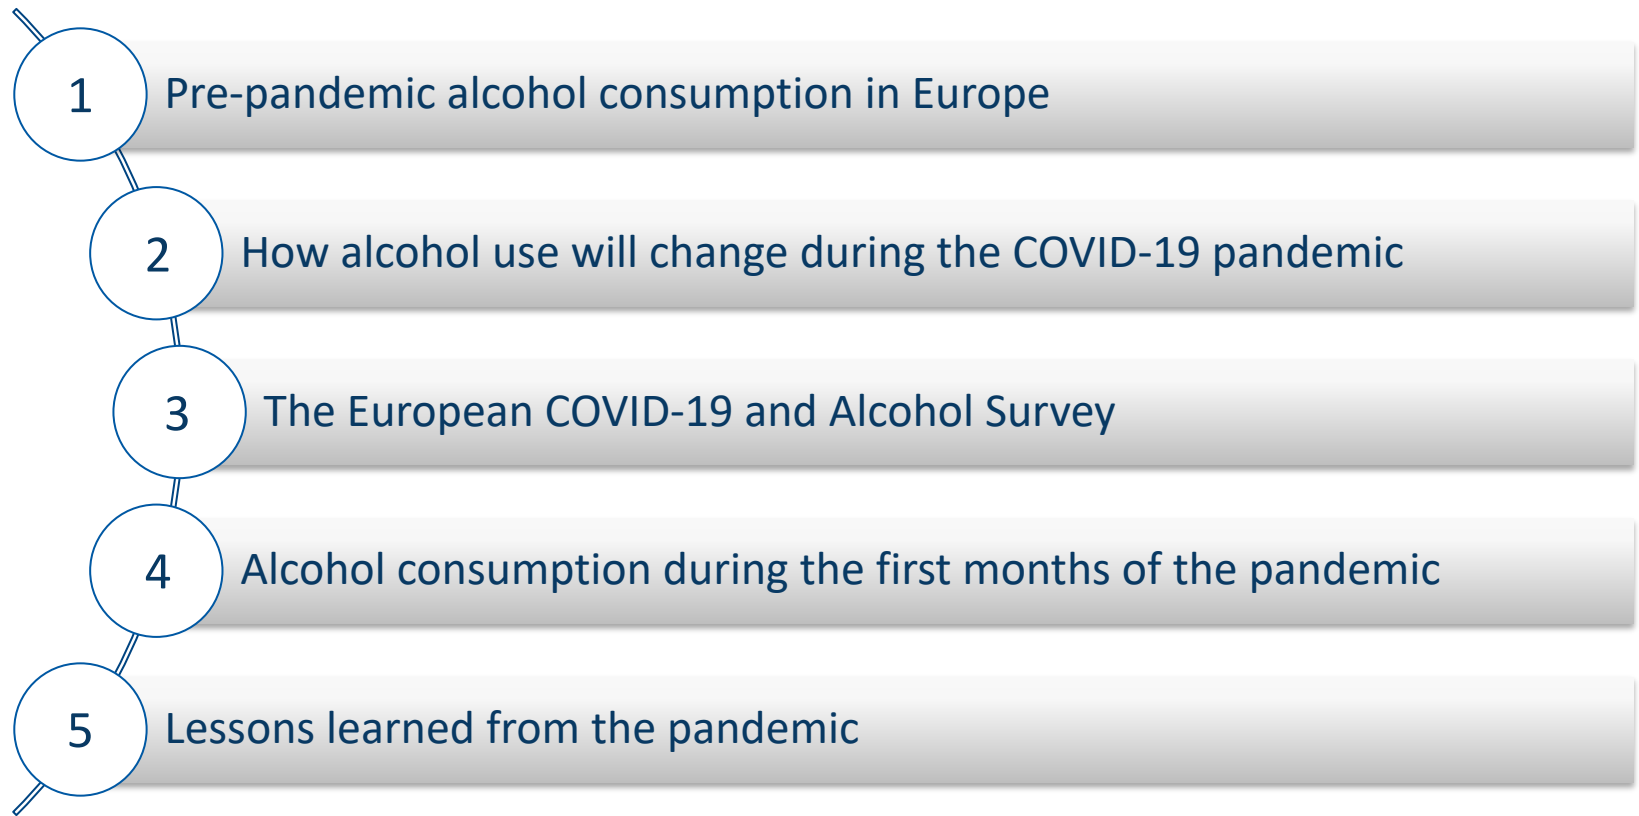 1 Pre-pandemic alcohol consumption in Europe
2 How alcohol use will change during the COVID-19 pandemic
3 The European COVID-19 and Alcohol Survey
4 Alcohol consumption during the first months of the pandemic
5 Lessons learned from the pandemic